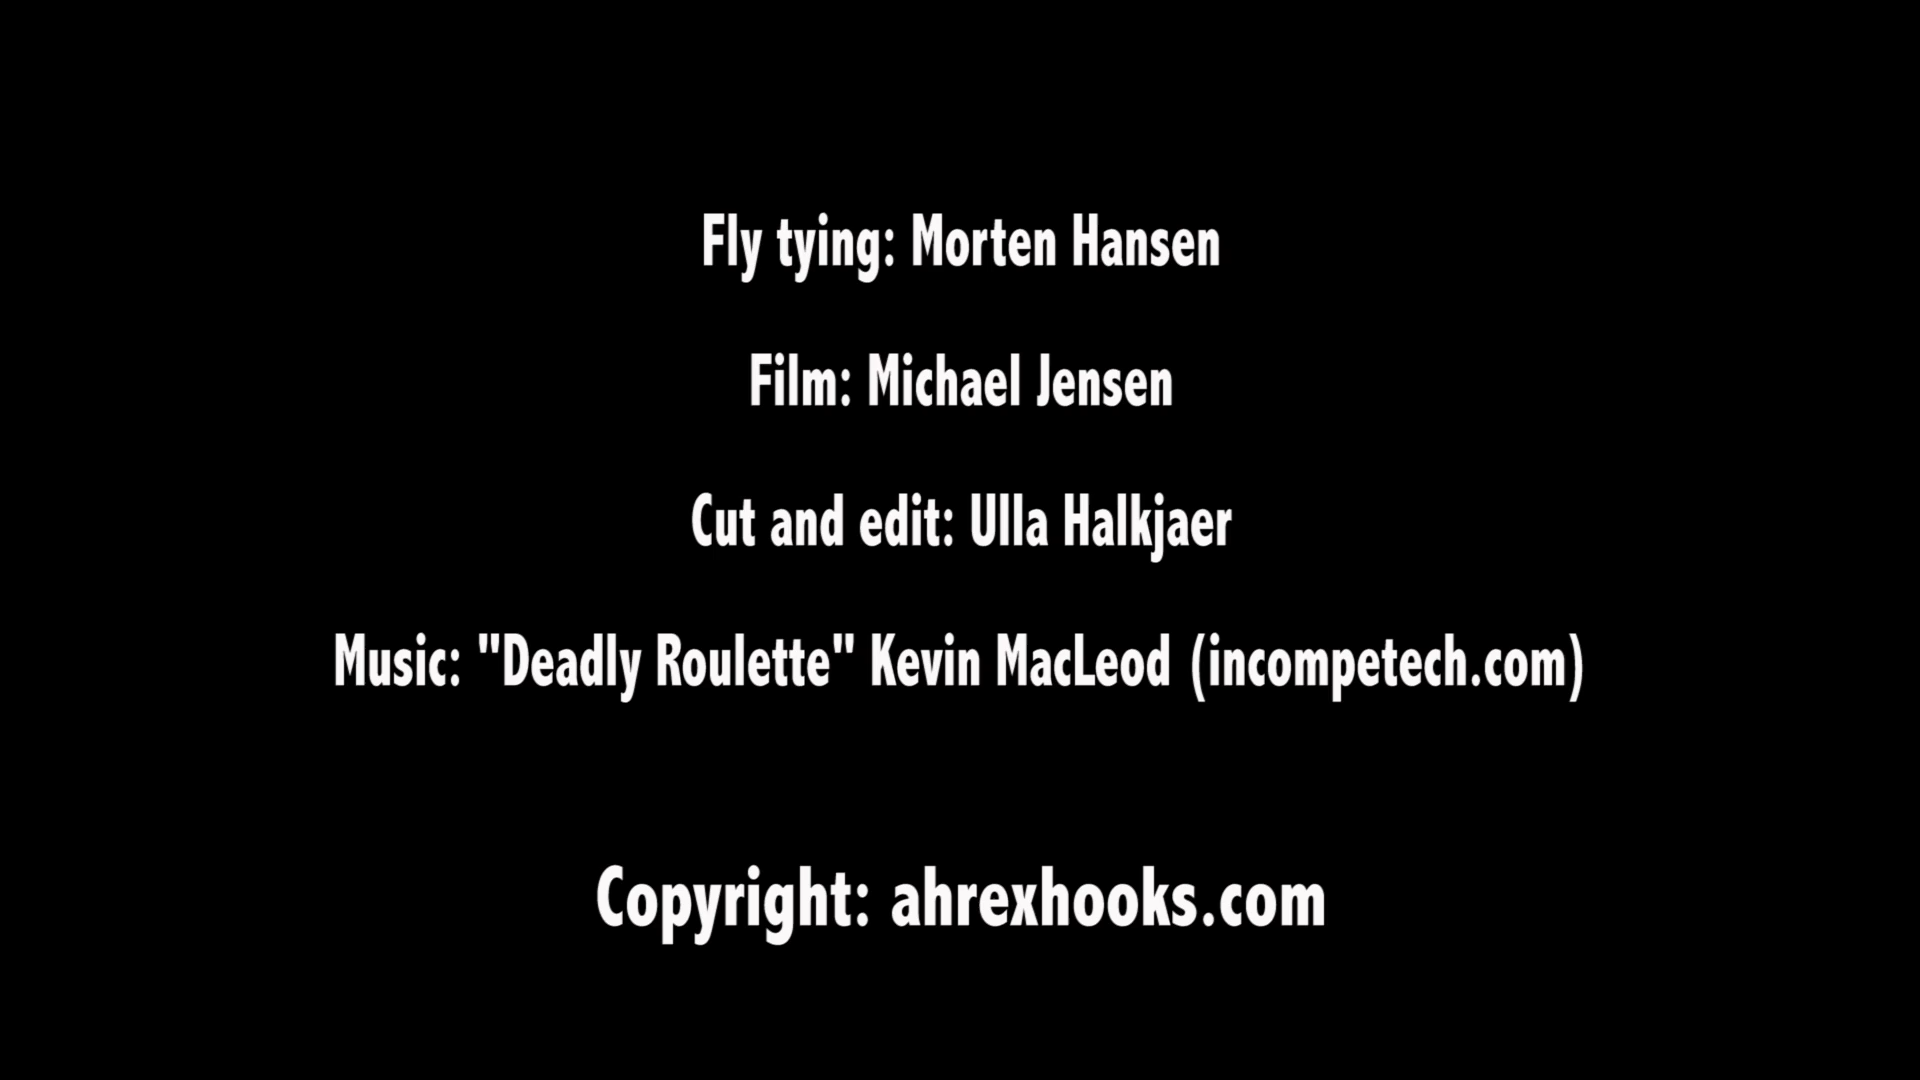 Fly tying: Morten Hansen
Film: Michael Jensen
Cut and edit: Ulla Halkjaer
Music: "Deadly Roulette" Kevin MacLeod (incompetech.com)
Copyright: ahrexhooks.com